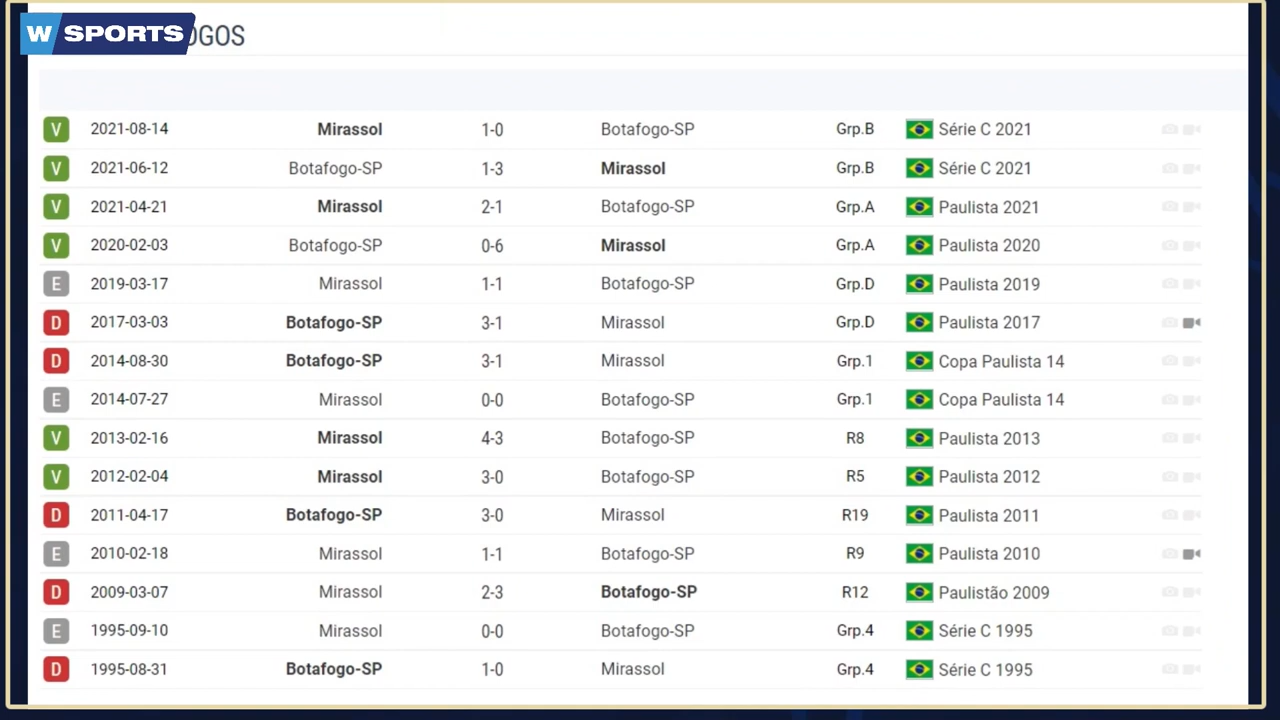 W SPORTS OGOS
V 2021-08-14 Mirassol 1-0 Botafogo-SP Grp.B Série C 2021
V 2021-06-12 Botafogo-SP 1-3 Mirassol Grp.B Série C 2021
V 2021-04-21 Mirassol 2-1 Botafogo-SP Grp.A Paulista 2021
V 2020-02-03 Botafogo-SP 0-6 Mirassol Grp.A Paulista 2020
E 2019-03-17 Mirassol 1-1 Botafogo-SP Grp.D Paulista 2019
D 2017-03-03 Botafogo-SP 3-1 Mirassol Grp.D Paulista 2017
D 2014-08-30 Botafogo-SP 3-1 Mirassol Grp.1 Copa Paulista 14
E 2014-07-27 Mirassol 0-0 Botafogo-SP Grp.1 Copa Paulista 14
V 2013-02-16 Mirassol 4-3 Botafogo-SP R8 Paulista 2013
V 2012-02-04 Mirassol 3-0 Botafogo-SP R5 Paulista 2012
D 2011-04-17 Botafogo-SP 3-0 Mirassol R19 Paulista 2011
E 2010-02-18 Mirassol 1-1 Botafogo-SP R9 Paulista 2010
D 2009-03-07 Mirassol 2-3 Botafogo-SP R12 Paulistão 2009
E 1995-09-10 Mirassol 0-0 Botafogo-SP Grp.4 Série C 1995
D 1995-08-31 Botafogo-SP 1-0 Mirassol Grp.4 Série C 1995